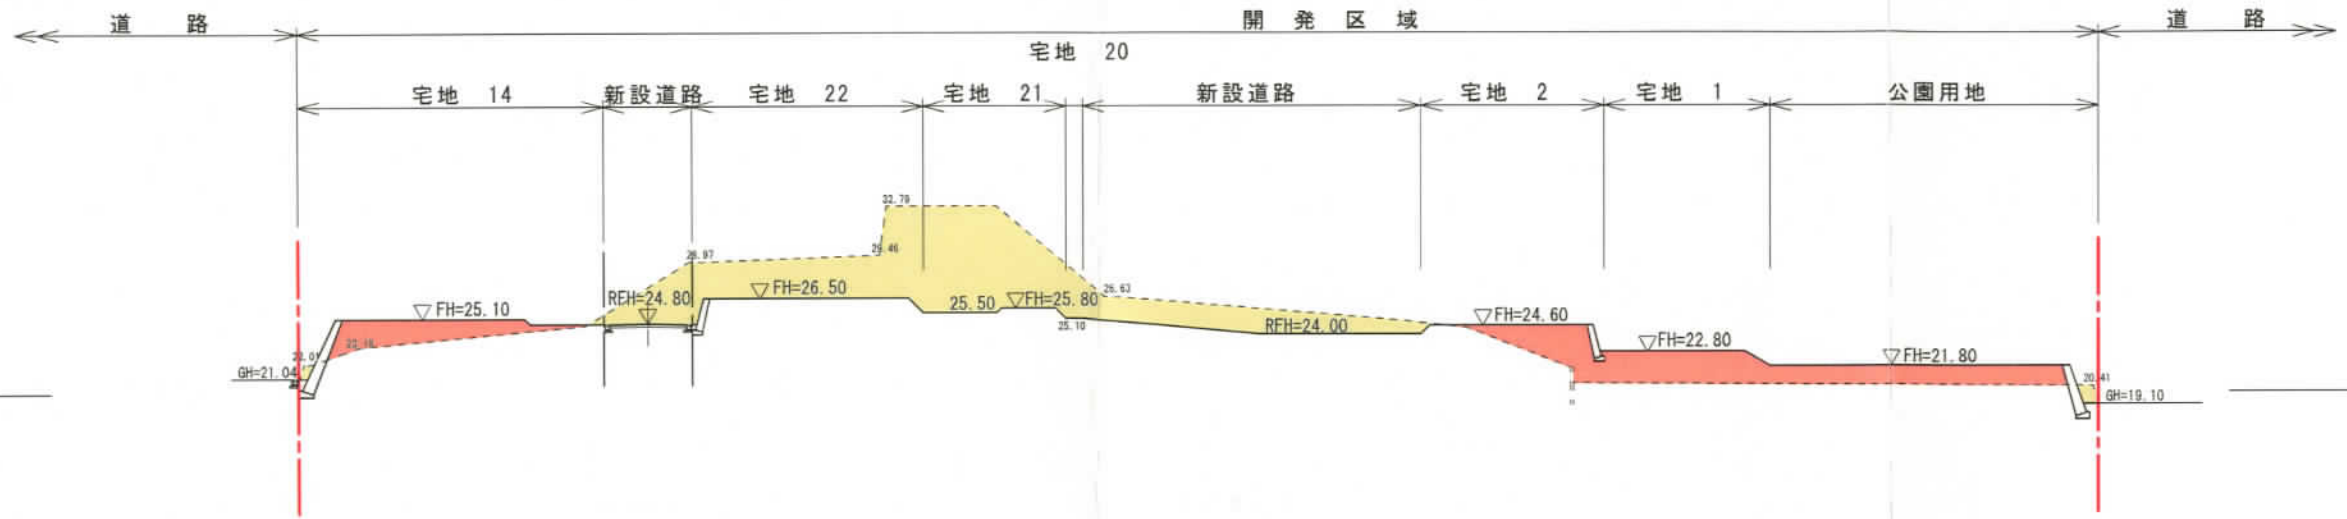 道 路
開 発 区 域
道 路
宅地 20
宅地 14
新設道路
宅地 22
宅地 21
新設道路
宅地 2
宅地 1
公園用地
32.79
29.46
26.63
FH=25.10
RFH=24.80
FH=26.50
25.50
FH=25.80
25.10
RFH=24.00
FH=24.60
FH=22.80
FH=21.80
GH=21.04
20.41
GH=19.10